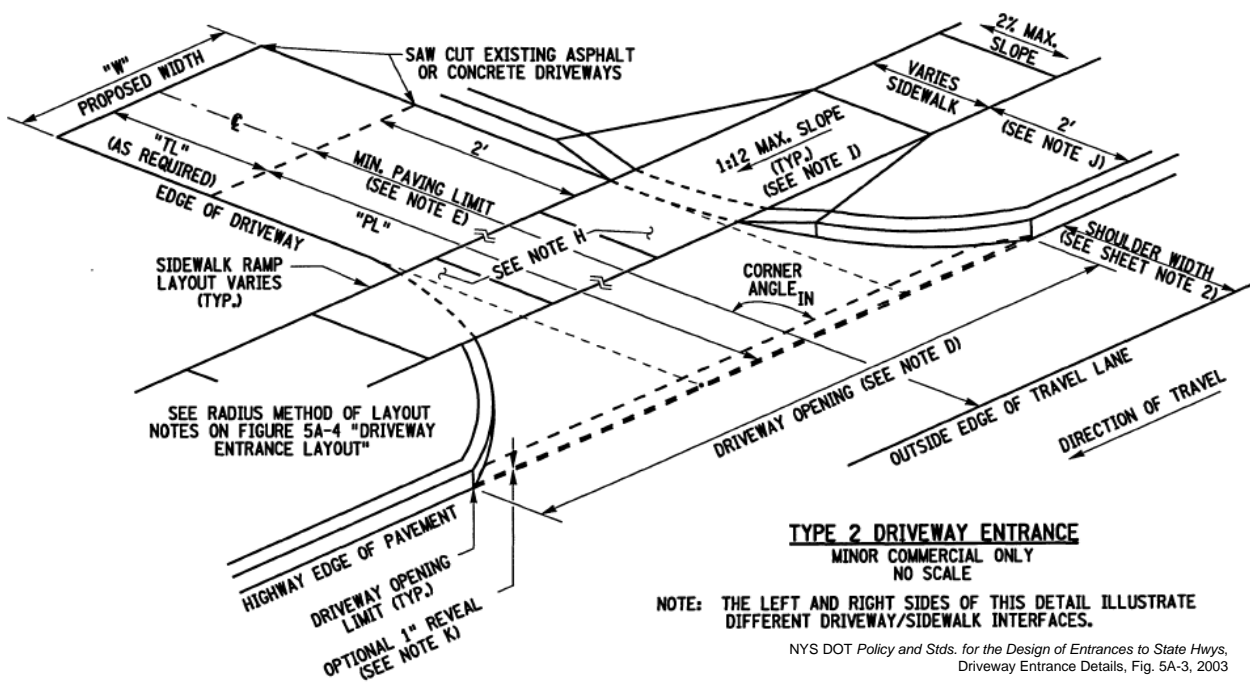 "W"
PROPOSED WIDTH
SAW CUT EXISTING ASPHALT
OR CONCRETE DRIVEWAYS
2% MAX.
SLOPE
VARIES
SIDEWALK
2'
(SEE NOTE J)
℄
"TL"
(AS REQUIRED)
2'
MIN. PAVING LIMIT
(SEE NOTE E)
1:12 MAX. SLOPE
(TYP.)
(SEE NOTE I)
EDGE OF DRIVEWAY
"PL"
SEE NOTE H
SIDEWALK RAMP
LAYOUT VARIES
(TYP.)
CORNER
ANGLE IN
SHOULDER WIDTH
(SEE SHEET NOTE 2)
DRIVEWAY OPENING (SEE NOTE D)
OUTSIDE EDGE OF TRAVEL LANE
DIRECTION OF TRAVEL
SEE RADIUS METHOD OF LAYOUT
NOTES ON FIGURE 5A-4 "DRIVEWAY
ENTRANCE LAYOUT"
HIGHWAY EDGE OF PAVEMENT
DRIVEWAY OPENING
LIMIT (TYP.)
OPTIONAL 1" REVEAL
(SEE NOTE K)
TYPE 2 DRIVEWAY ENTRANCE
MINOR COMMERCIAL ONLY
NO SCALE
NOTE: THE LEFT AND RIGHT SIDES OF THIS DETAIL ILLUSTRATE
DIFFERENT DRIVEWAY/SIDEWALK INTERFACES.
NYS DOT Policy and Stds. for the Design of Entrances to State Hwys,
Driveway Entrance Details, Fig. 5A-3, 2003